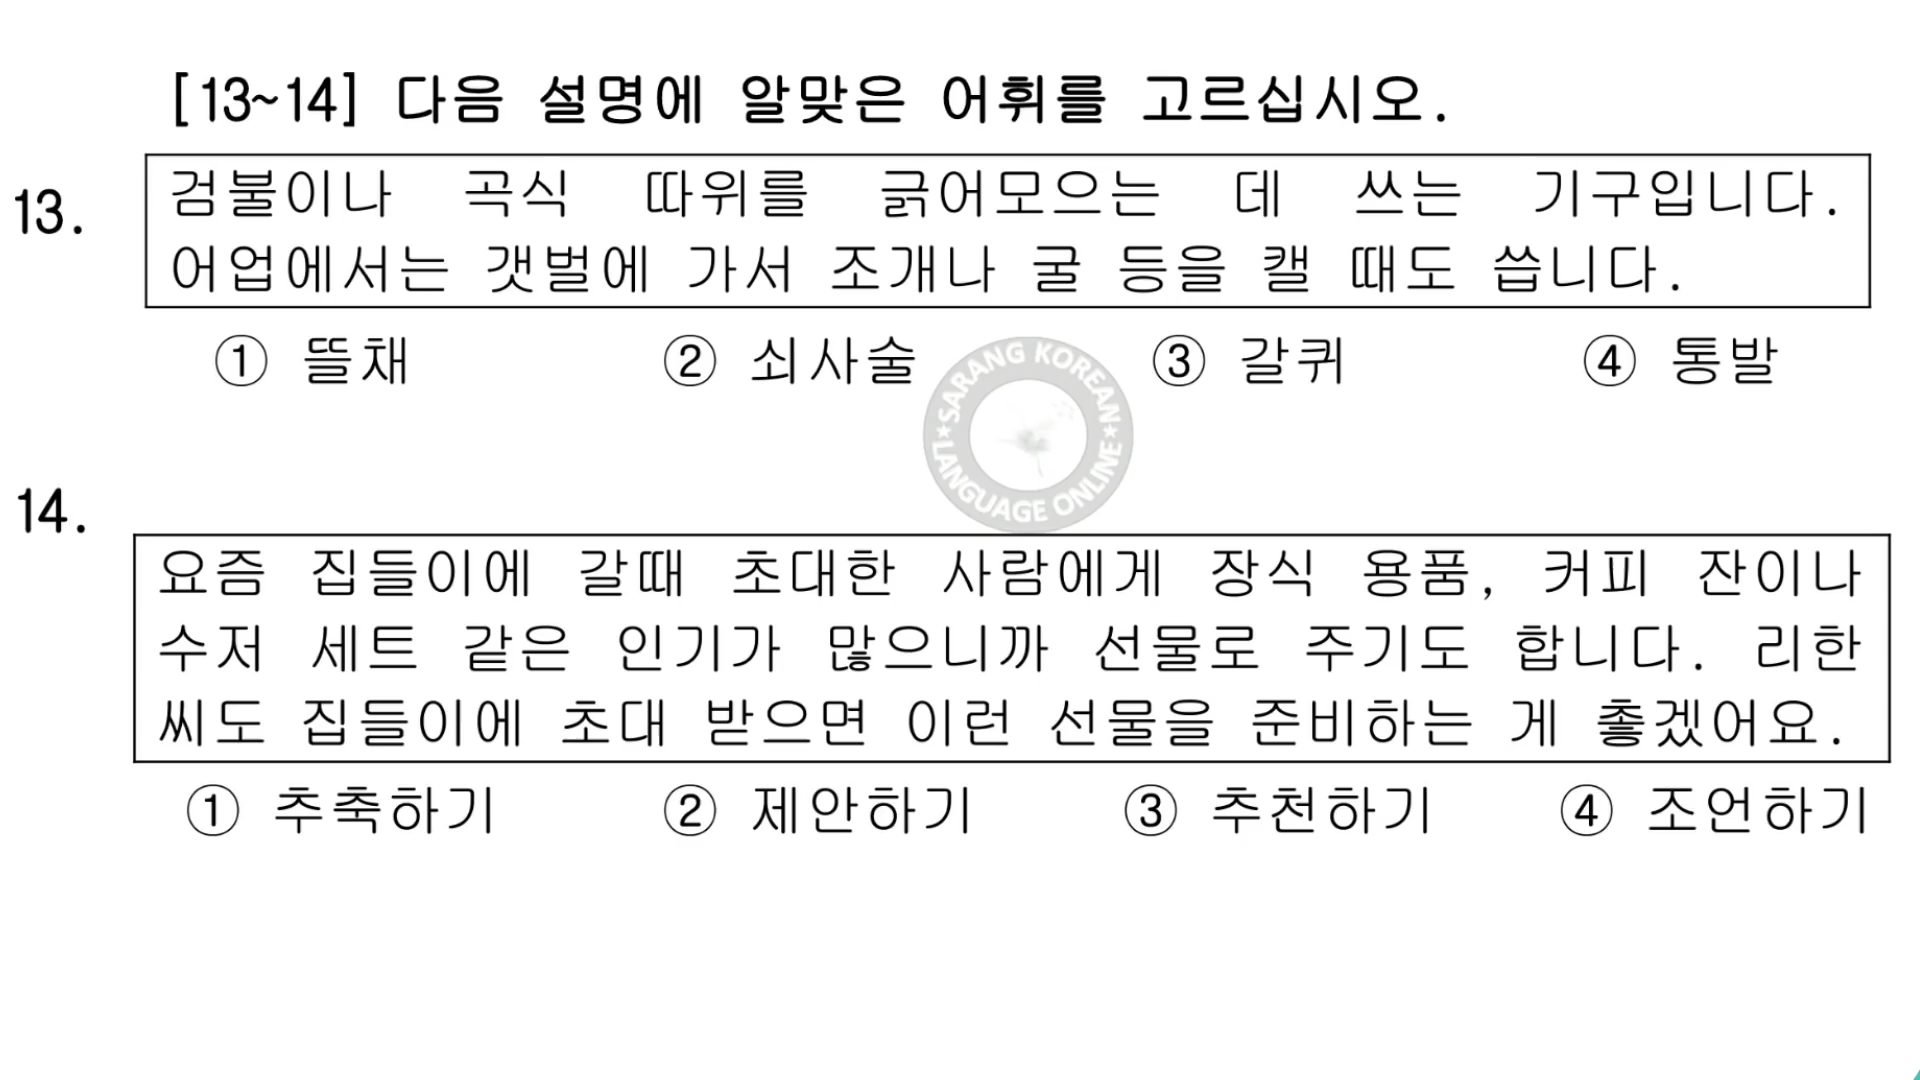 [13~14] 다음 설명에 알맞은 어휘를 고르십시오.
13.
검불이나 곡식 따위를 긁어모으는 데 쓰는 기구입니다.
어업에서는 갯벌에 가서 조개나 굴 등을 캘 때도 씁니다.
① 뜰채 ② 쇠사술 ③ 갈퀴 ④ 통발
SARANG KOREAN LANGUAGE ONLINE
14.
요즘 집들이에 갈때 초대한 사람에게 장식 용품, 커피 잔이나
수저 세트 같은 인기가 많으니까 선물로 주기도 합니다. 리한
씨도 집들이에 초대 받으면 이런 선물을 준비하는 게 좋겠어요.
① 추축하기 ② 제안하기 ③ 추천하기 ④ 조언하기